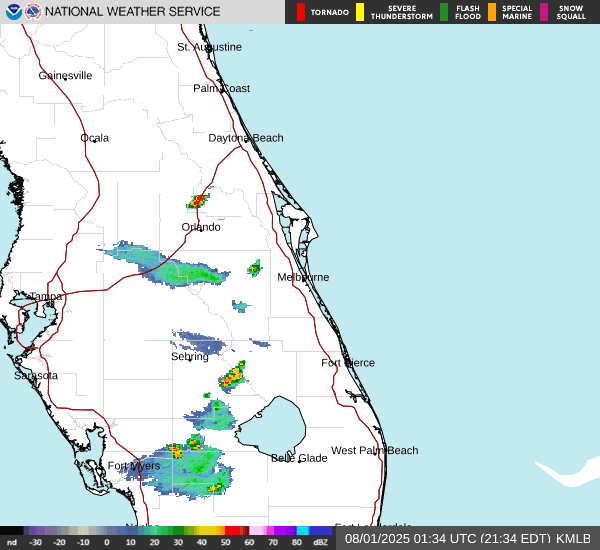 NATIONAL WEATHER SERVICE
TORNADO
SEVERE THUNDERSTORM
FLASH FLOOD
SPECIAL MARINE
SNOW SQUALL
St. Augustine
Gainesville
Palm Coast
Ocala
Daytona Beach
Orlando
Melbourne
Tampa
Sebring
Fort Pierce
Sarasota
West Palm Beach
Belle Glade
Fort Myers
nd -30 -20 -10 0 10 20 30 40 50 60 70 80 dBZ
08/01/2025 01:34 UTC (21:34 EDT) KMLB